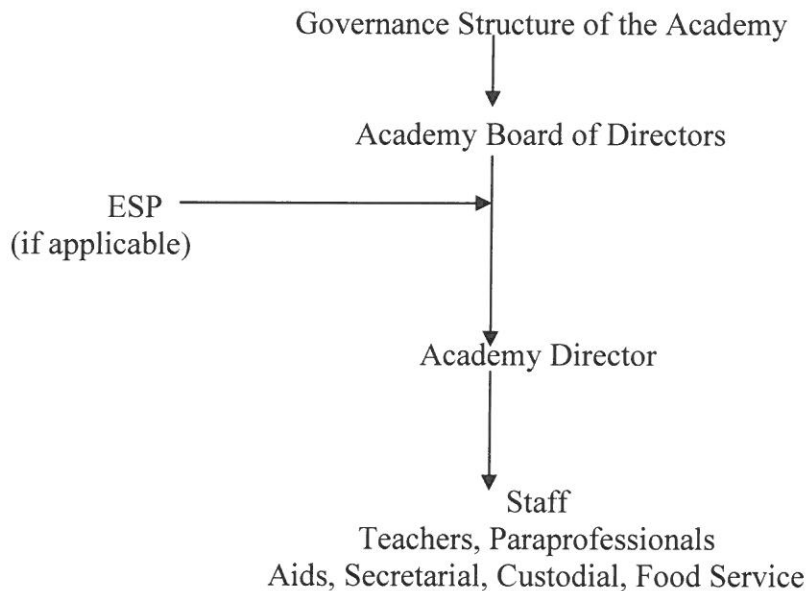 Governance Structure of the Academy
Academy Board of Directors
ESP
(if applicable)
Academy Director
Staff
Teachers, Paraprofessionals
Aids, Secretarial, Custodial, Food Service